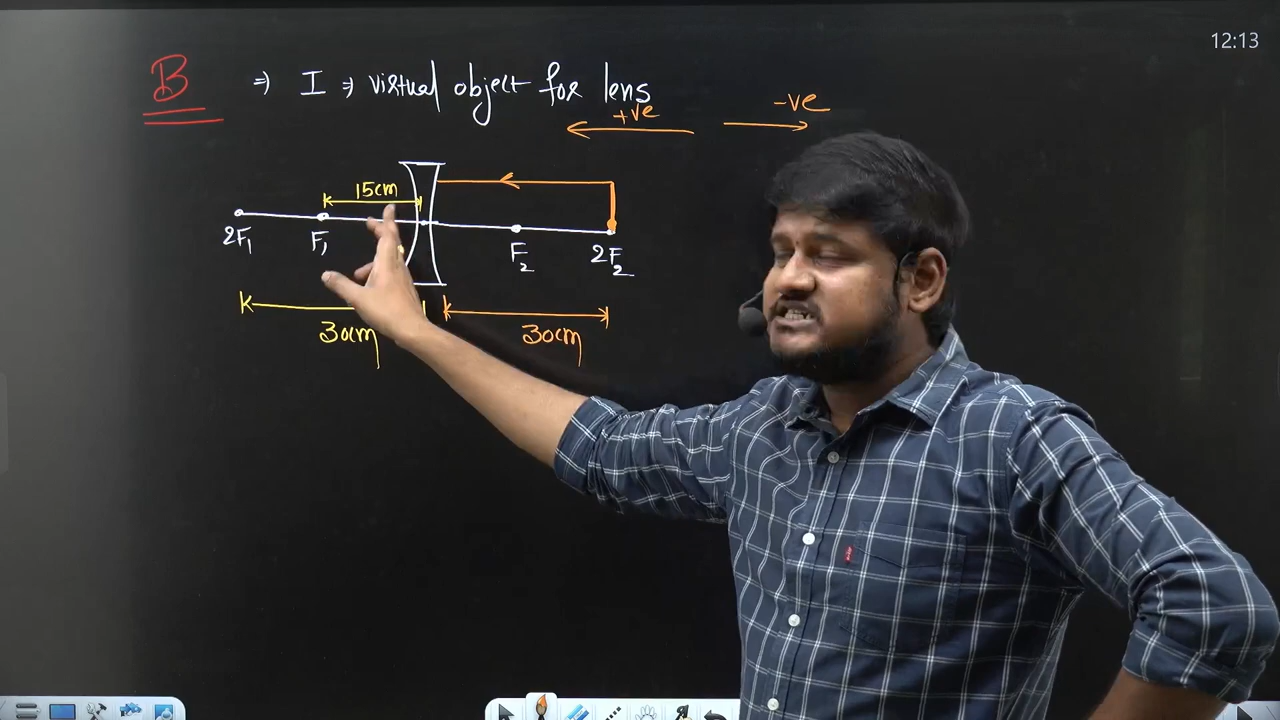 12:13
B ⇒ I ⇒ virtual object for lens
+ve -ve
15cm
2F₁ F₁ F₂ 2F₂
30cm 30cm